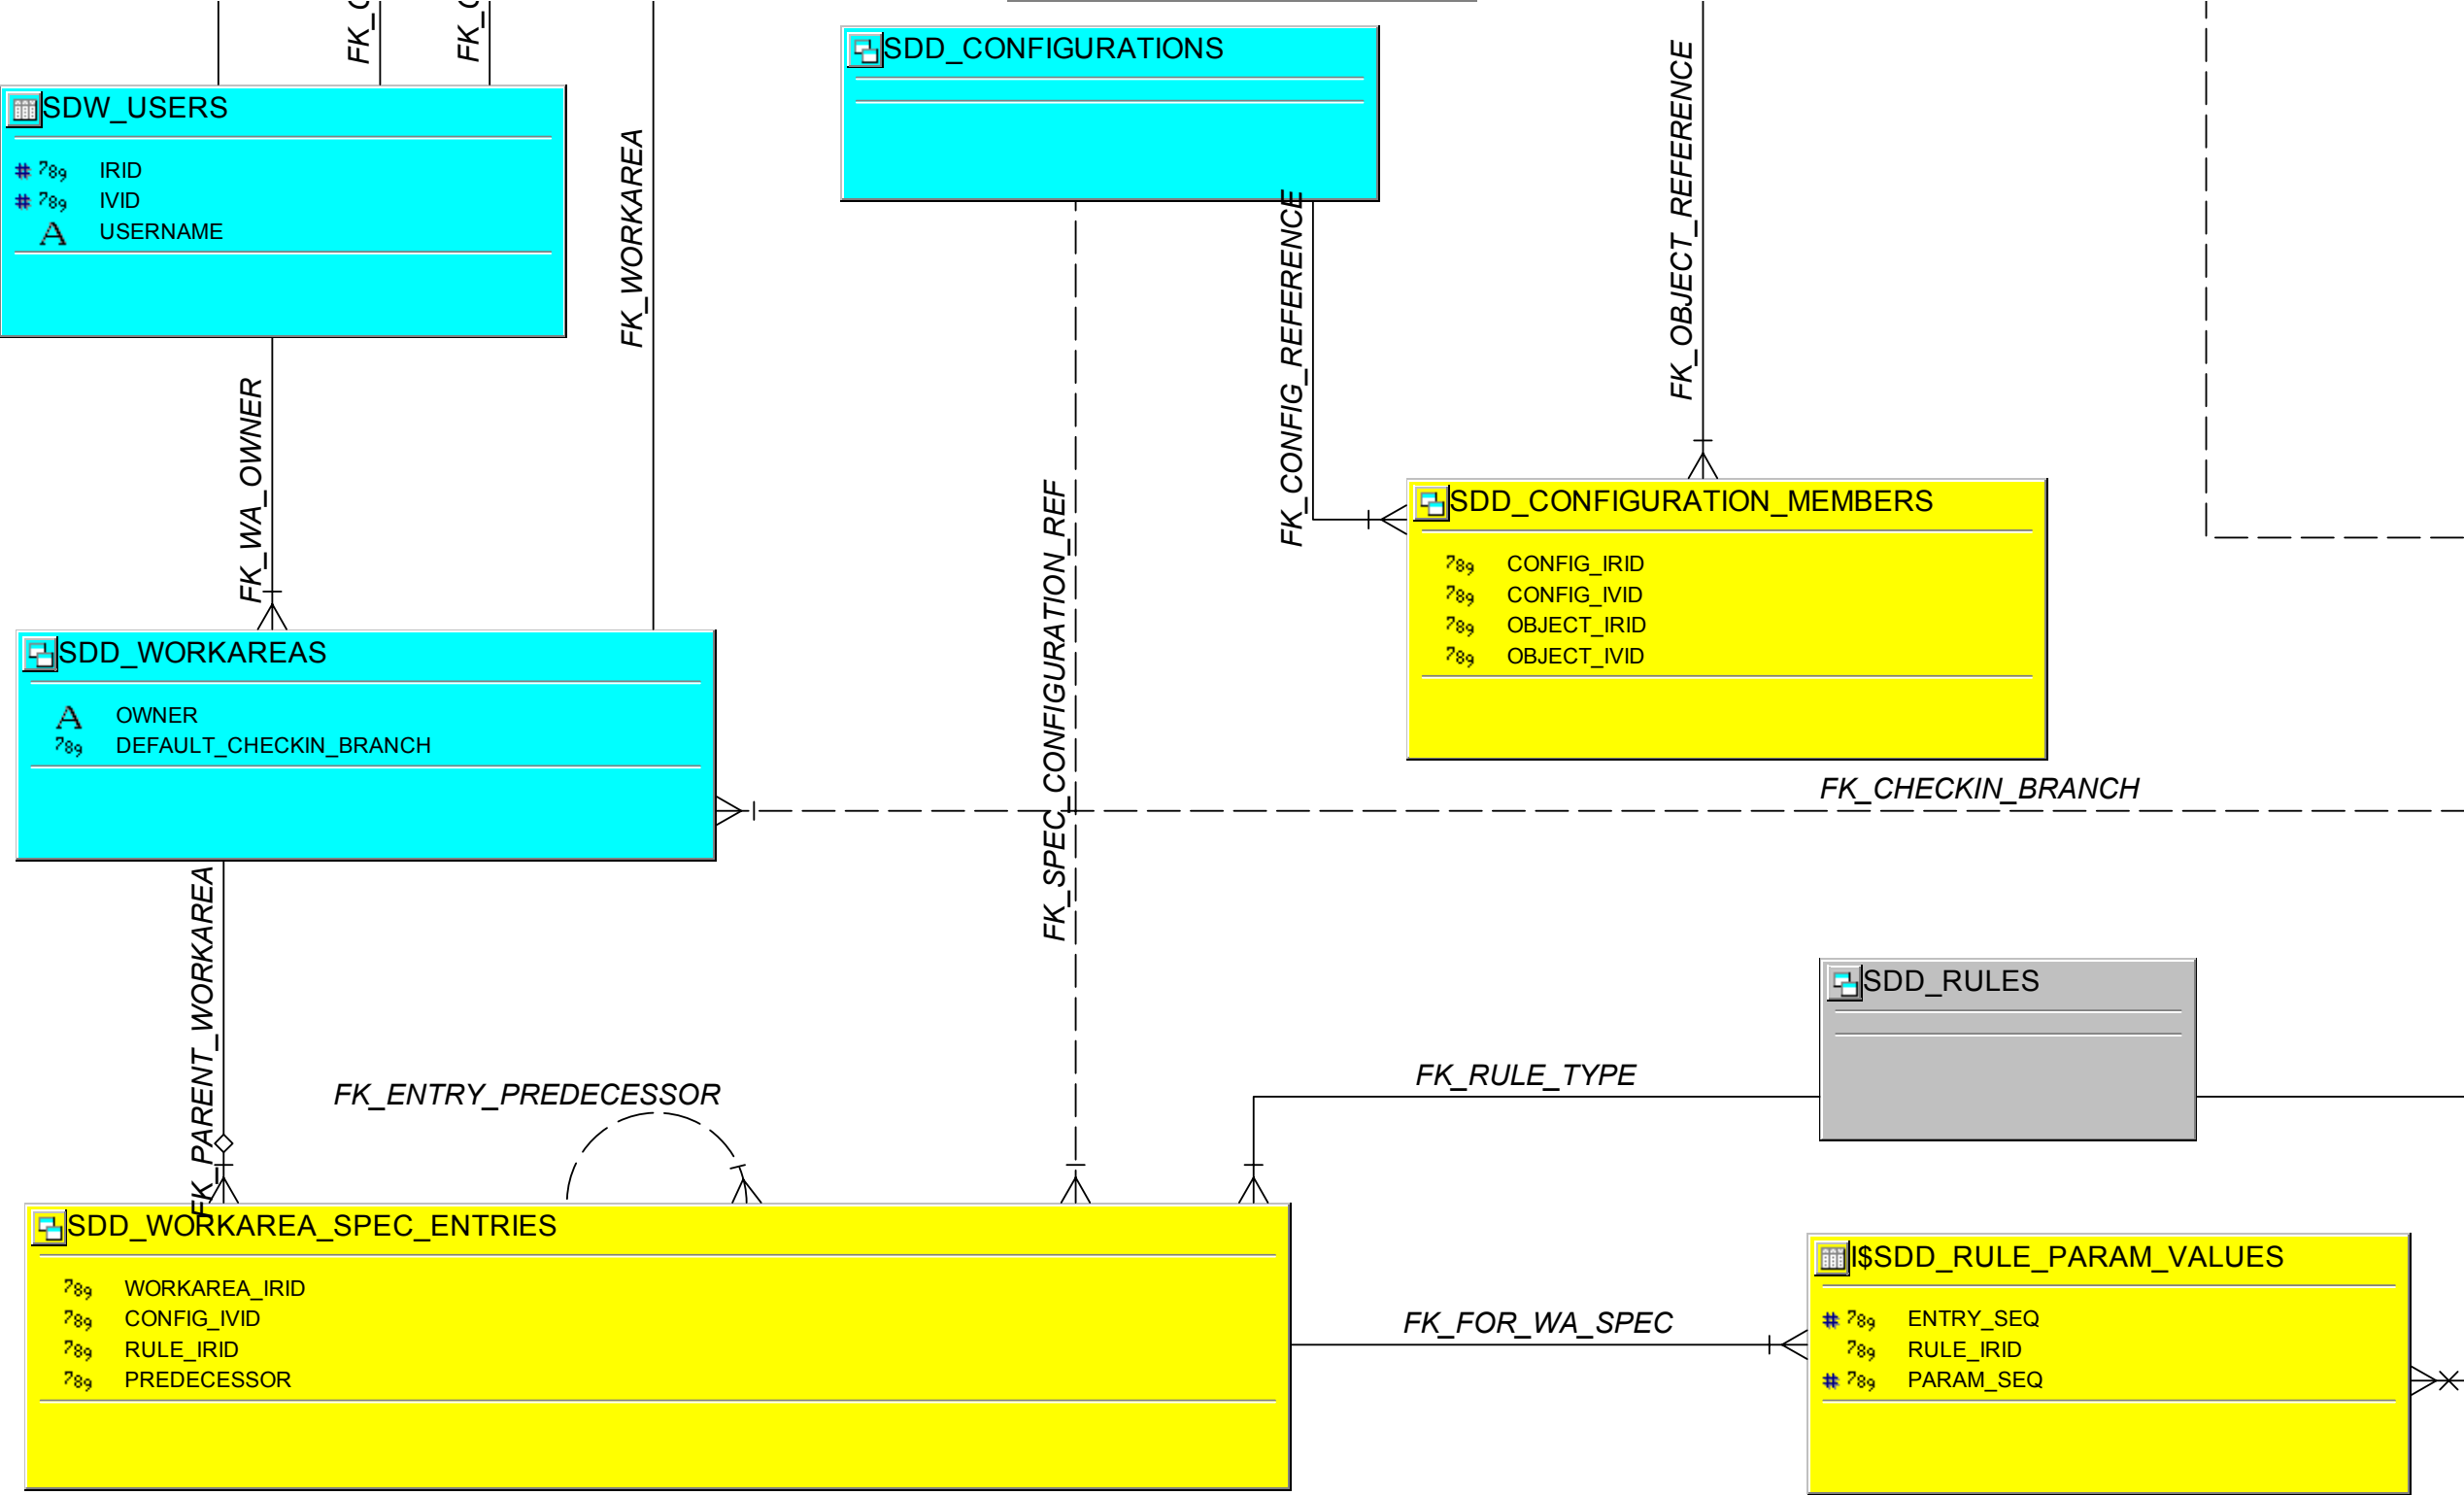 SDD_CONFIGURATIONS
SDW_USERS
IRID
IVID
USERNAME
FK_WORKAREA
FK_OBJECT_REFERENCE
FK_CONFIG_REFERENCE
FK_WA_OWNER
SDD_CONFIGURATION_MEMBERS
CONFIG_IRID
CONFIG_IVID
OBJECT_IRID
OBJECT_IVID
FK_SPEC_CONFIGURATION_REF
SDD_WORKAREAS
OWNER
DEFAULT_CHECKIN_BRANCH
FK_CHECKIN_BRANCH
FK_PARENT_WORKAREA
SDD_RULES
FK_RULE_TYPE
FK_ENTRY_PREDECESSOR
SDD_WORKAREA_SPEC_ENTRIES
WORKAREA_IRID
CONFIG_IVID
RULE_IRID
PREDECESSOR
FK_FOR_WA_SPEC
I$SDD_RULE_PARAM_VALUES
ENTRY_SEQ
RULE_IRID
PARAM_SEQ